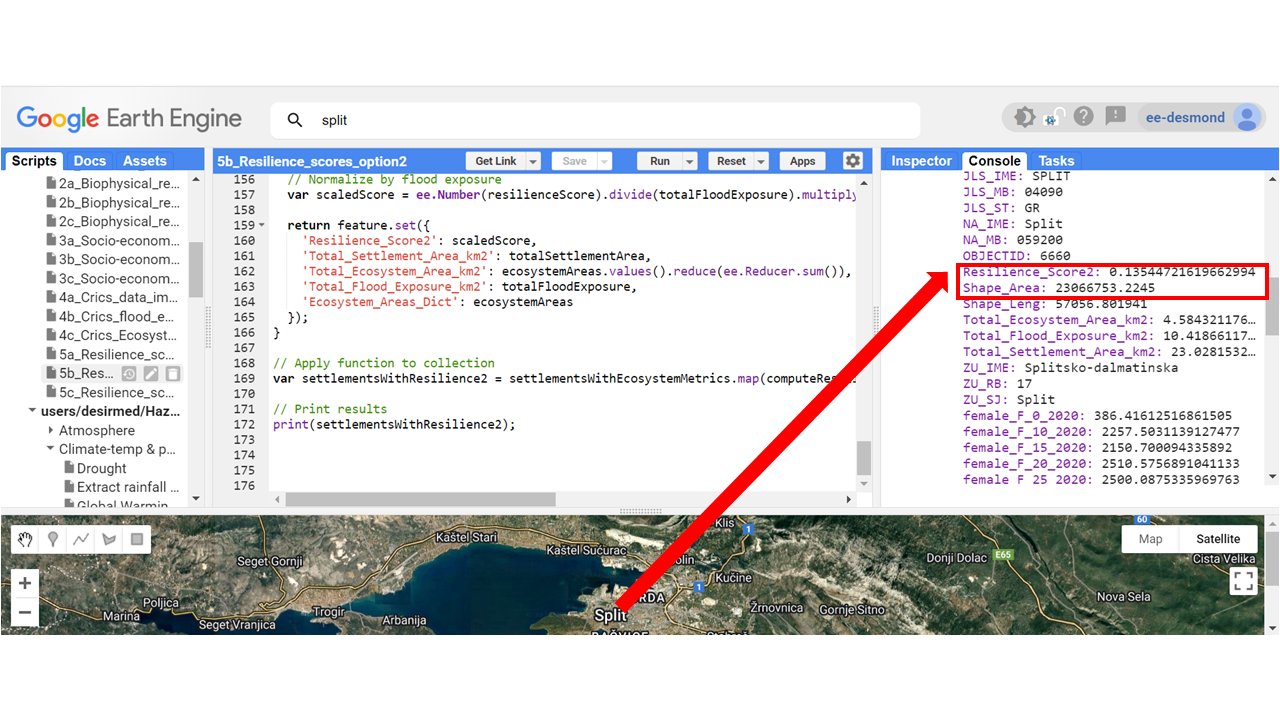 Google Earth Engine
split
ee-desmond
Scripts Docs Assets
2a_Biophysical_re...
2b_Biophysical_re...
2c_Biophysical_re...
3a_Socio-econom...
3b_Socio-econom...
3c_Socio-econom...
4a_Crics_data_im...
4b_Crics_flood_e...
4c_Crics_Ecosyst...
5a_Resilience_sc...
5b_Res...
5c_Resilience_sc...
users/desirmed/Haz...
Atmosphere
Climate-temp & p...
Drought
Extract rainfall ...
Global Warmin
5b_Resilience_scores_option2
Get Link Save Run Reset Apps
156 // Normalize by flood exposure
157 var scaledScore = ee.Number(resilienceScore).divide(totalFloodExposure).multiply
158
159 return feature.set({
160 'Resilience_Score2': scaledScore,
161 'Total_Settlement_Area_km2': totalSettlementArea,
162 'Total_Ecosystem_Area_km2': ecosystemAreas.values().reduce(ee.Reducer.sum()),
163 'Total_Flood_Exposure_km2': totalFloodExposure,
164 'Ecosystem_Areas_Dict': ecosystemAreas
165 });
166 }
167
168 // Apply function to collection
169 var settlementsWithResilience2 = settlementsWithEcosystemMetrics.map(computeRes
170
171 // Print results
172 print(settlementsWithResilience2);
173
174
175
176
Inspector Console Tasks
JLS_IME: SPLIT
JLS_MB: 04090
JLS_ST: GR
NA_IME: Split
NA_MB: 059200
OBJECTID: 6660
Resilience_Score2: 0.13544721619662994
Shape_Area: 23066753.2245
Shape_Leng: 57056.801941
Total_Ecosystem_Area_km2: 4.584321176...
Total_Flood_Exposure_km2: 10.41866117...
Total_Settlement_Area_km2: 23.0281532...
ZU_IME: Splitsko-dalmatinska
ZU_RB: 17
ZU_SJ: Split
female_F_0_2020: 386.41612516861505
female_F_10_2020: 2257.5031139127477
female_F_15_2020: 2150.700094335892
female_F_20_2020: 2510.5756891041133
female F 25 2020: 2500.0875335969763
Klis
60
1
Map Satellite
Kaštel Stari
Kaštel Sućurac
Seget Gornji
Donji Dolac
E65
Cista Velika
olin
1
Kučine
Nova Sela
Poljica
Marina
Trogir
Seget Vranjica
Arbanija
Split
RDA
Žrnovica
Gornje Sitno
BAČVICE